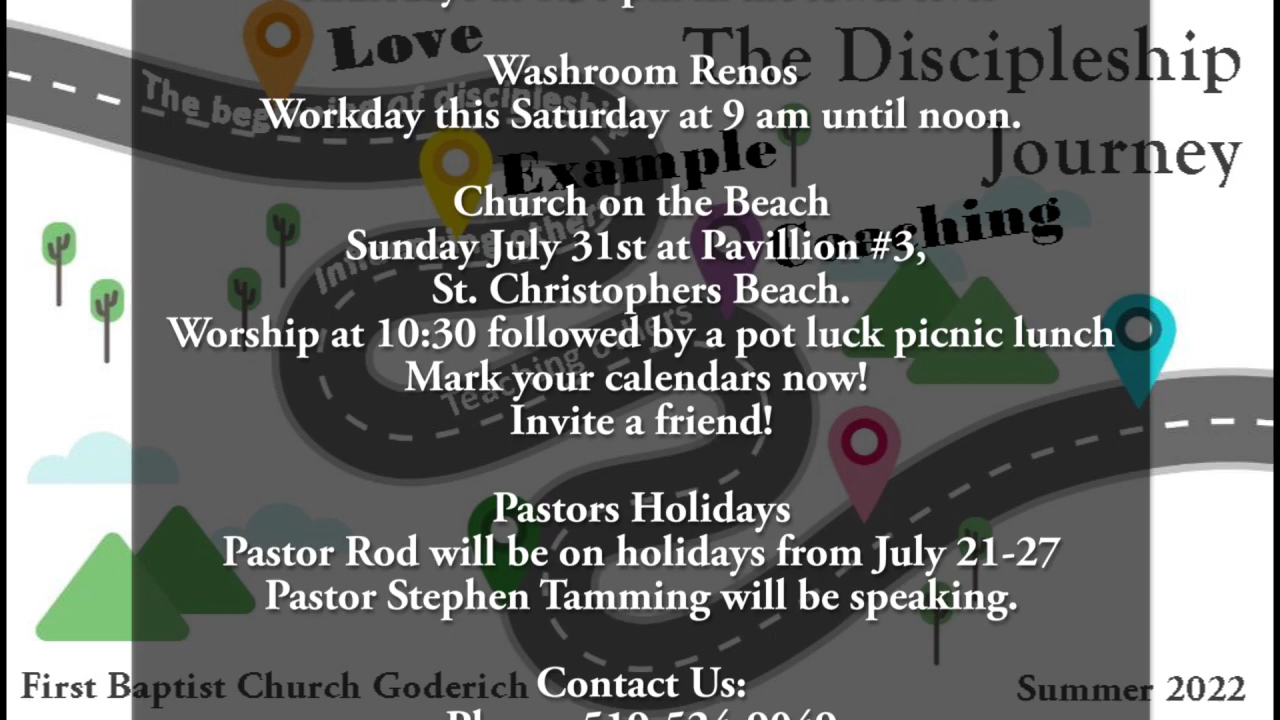 Love
The Discipleship
Journey
Washroom Renos
Workday this Saturday at 9 am until noon.
Example
Church on the Beach
Coaching
Sunday July 31st at Pavillion #3,
St. Christophers Beach.
Worship at 10:30 followed by a pot luck picnic lunch
Teaching others
Mark your calendars now!
Invite a friend!
Pastors Holidays
Pastor Rod will be on holidays from July 21-27
Pastor Stephen Tamming will be speaking.
First Baptist Church Goderich
Contact Us:
Summer 2022